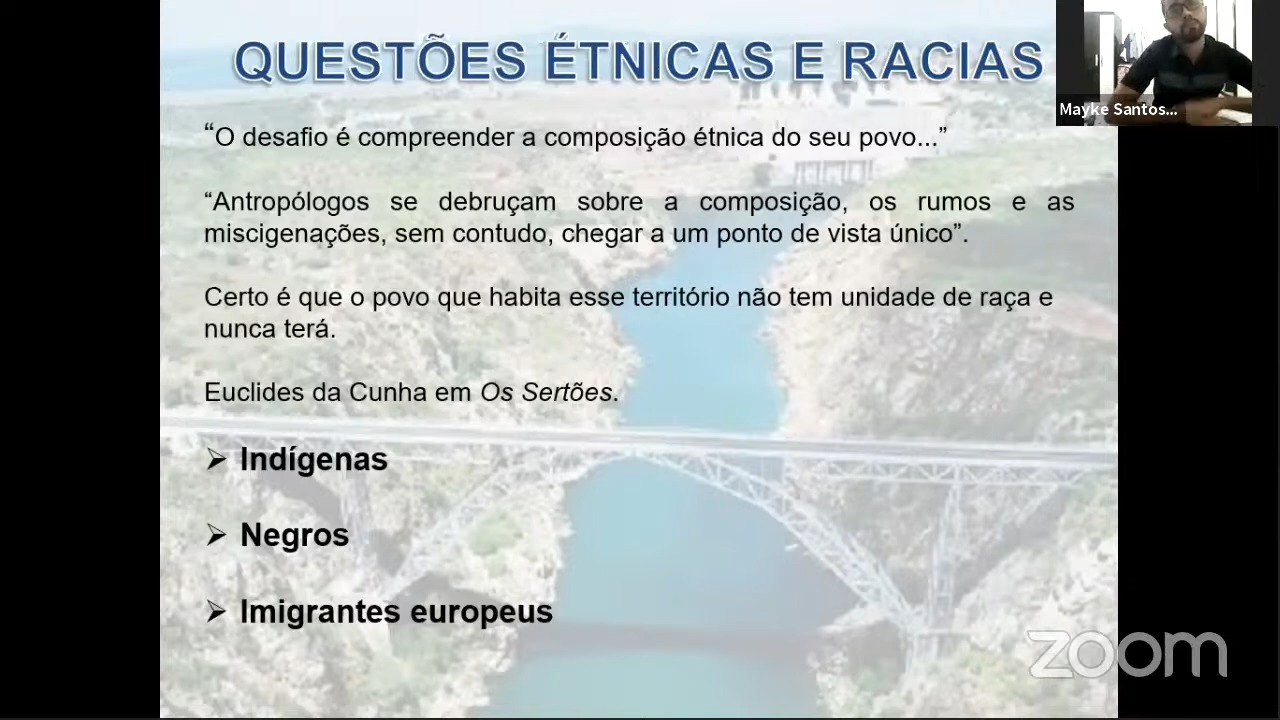 QUESTÕES ÉTNICAS E RACIAS
“O desafio é compreender a composição étnica do seu povo...”
“Antropólogos se debruçam sobre a composição, os rumos e as
miscigenações, sem contudo, chegar a um ponto de vista único”.
Certo é que o povo que habita esse território não tem unidade de raça e
nunca terá.
Euclides da Cunha em Os Sertões.
Indígenas
Negros
Imigrantes europeus
Mayke Santos...
zoom